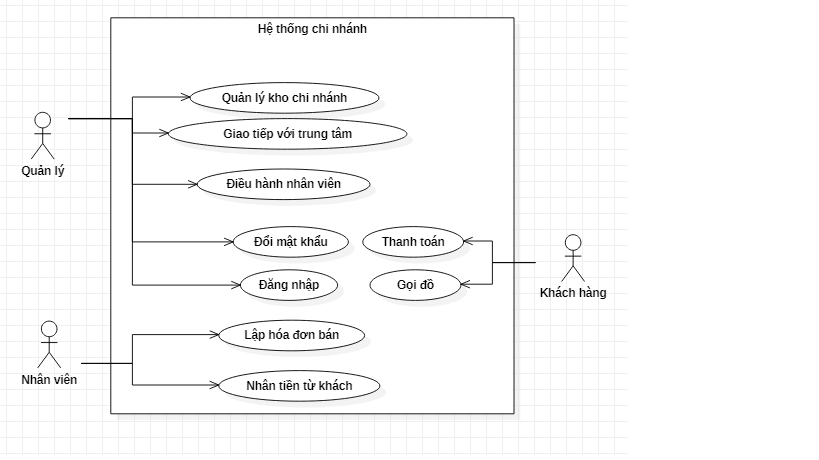 Hệ thống chi nhánh
Quản lý kho chi nhánh
Giao tiếp với trung tâm
Quản lý
Điều hành nhân viên
Đổi mật khẩu
Thanh toán
Đăng nhập
Gọi đồ
Khách hàng
Lập hóa đơn bán
Nhân viên
Nhân tiền từ khách